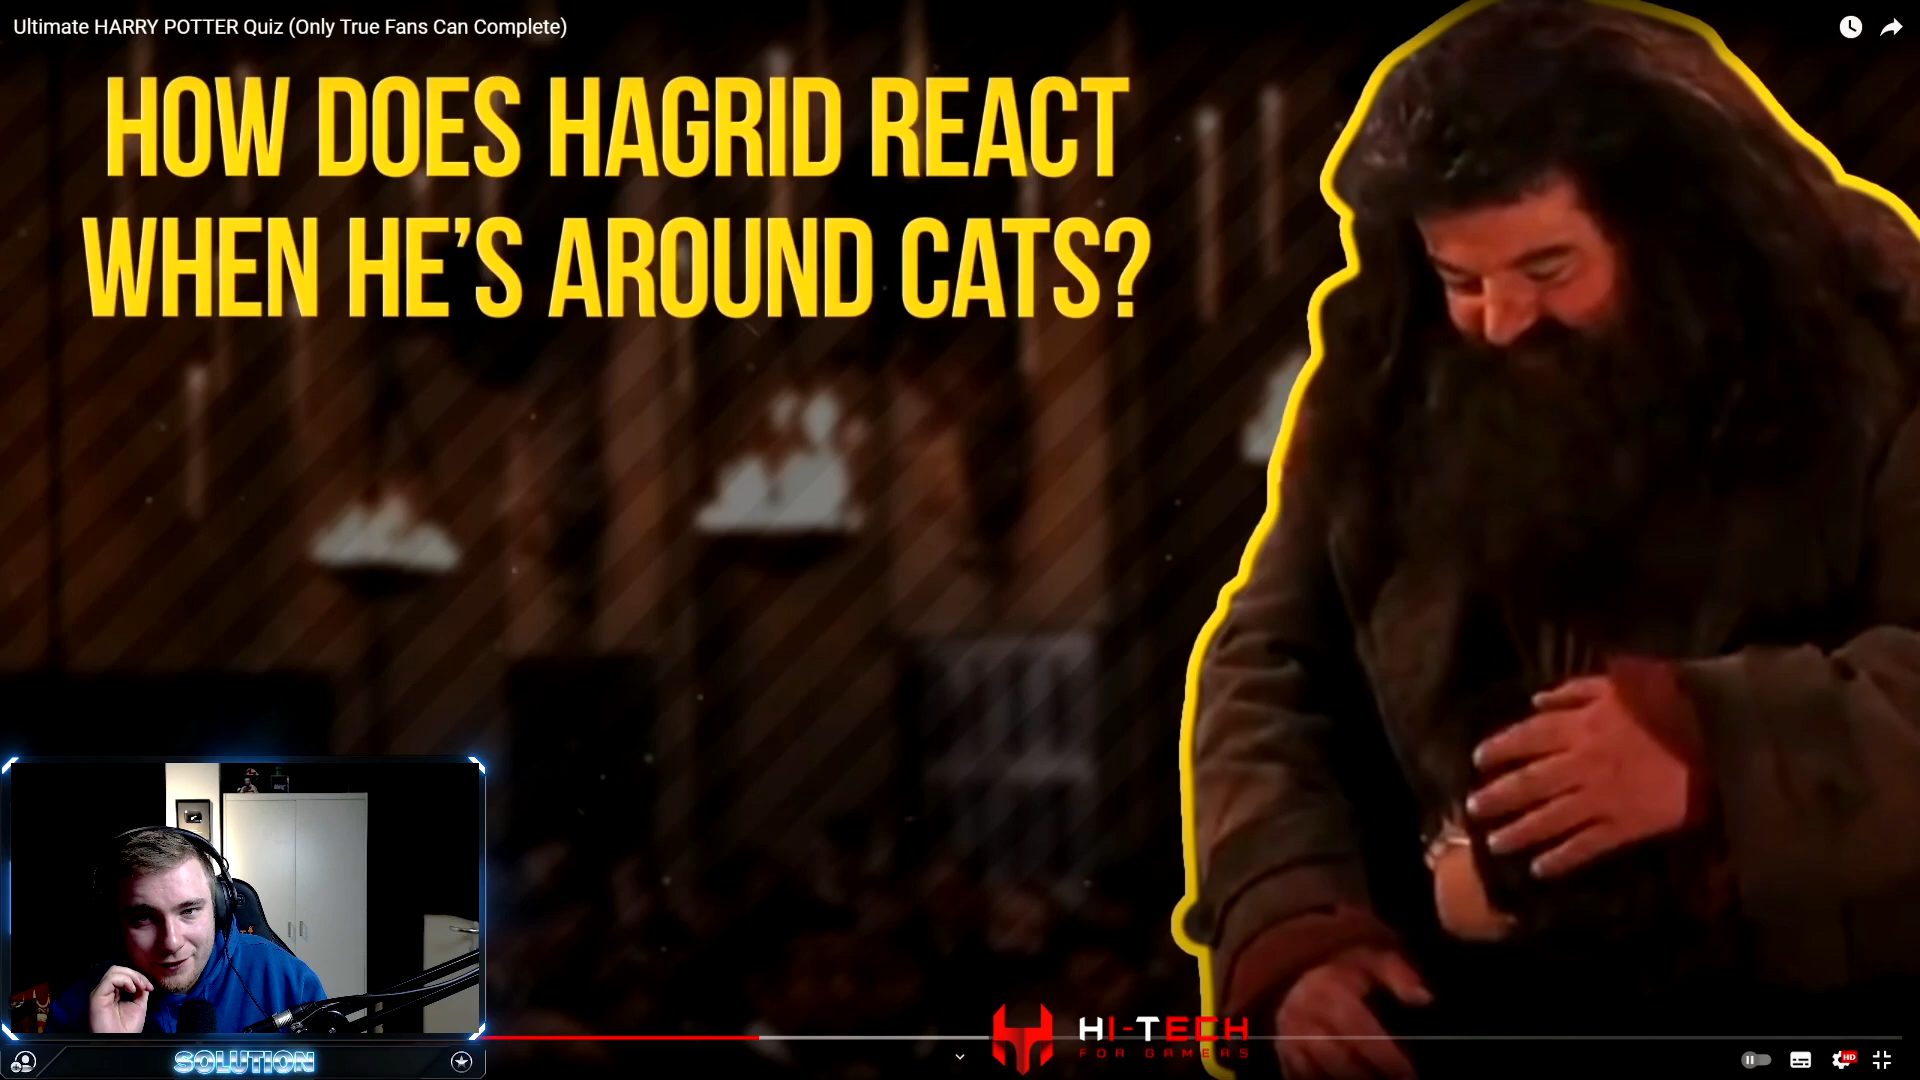 Ultimate HARRY POTTER Quiz (Only True Fans Can Complete)
HOW DOES HAGRID REACT
WHEN HE'S AROUND CATS?
HI-TECH
FOR GAMERS
SOLUTION
HD